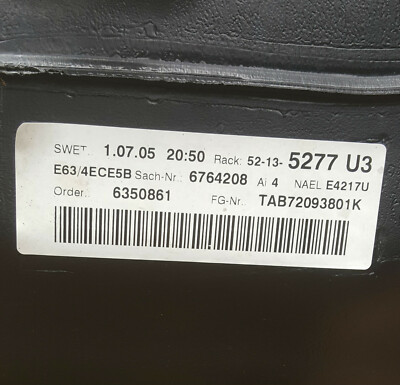 SWET.. 1.07.05 20:50 Rack: 52-13- 5277 U3
E63/4ECE5B Sach-Nr.: 6764208 AI 4 NAEL E4217U
Order: 6350861 FG-Nr.: TAB72093801K